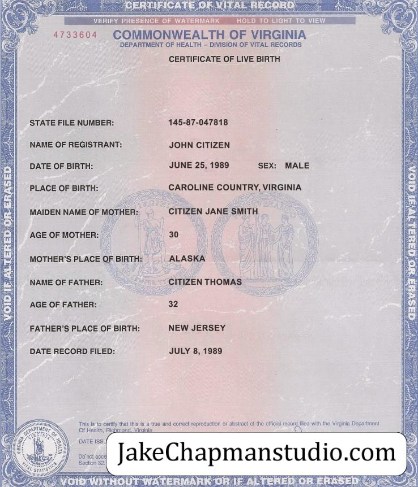 CERTIFICATE OF VITAL RECORD
VERIFY PRESENCE OF WATERMARK HOLD TO LIGHT TO VIEW
4733604
COMMONWEALTH OF VIRGINIA
DEPARTMENT OF HEALTH – DIVISION OF VITAL RECORDS
CERTIFICATE OF LIVE BIRTH
STATE FILE NUMBER: 145-87-047818
NAME OF REGISTRANT: JOHN CITIZEN
DATE OF BIRTH: JUNE 25, 1989 SEX: MALE
PLACE OF BIRTH: CAROLINE COUNTRY, VIRGINIA
MAIDEN NAME OF MOTHER: CITIZEN JANE SMITH
AGE OF MOTHER: 30
MOTHER'S PLACE OF BIRTH: ALASKA
NAME OF FATHER: CITIZEN THOMAS
AGE OF FATHER: 32
FATHER'S PLACE OF BIRTH: NEW JERSEY
DATE RECORD FILED: JULY 8, 1989
This is to certify that this is a true and correct reproduction or abstract of the official record filed with the Virginia Department
Of Health, Richmond, Virginia
DATE ISS
Section 32
JakeChapmanstudio.com
VOID WITHOUT WATERMARK OR IF ALTERED OR ERASED
VOID IF ALTERED OR ERASED
VOID IF ALTERED OR ERASED